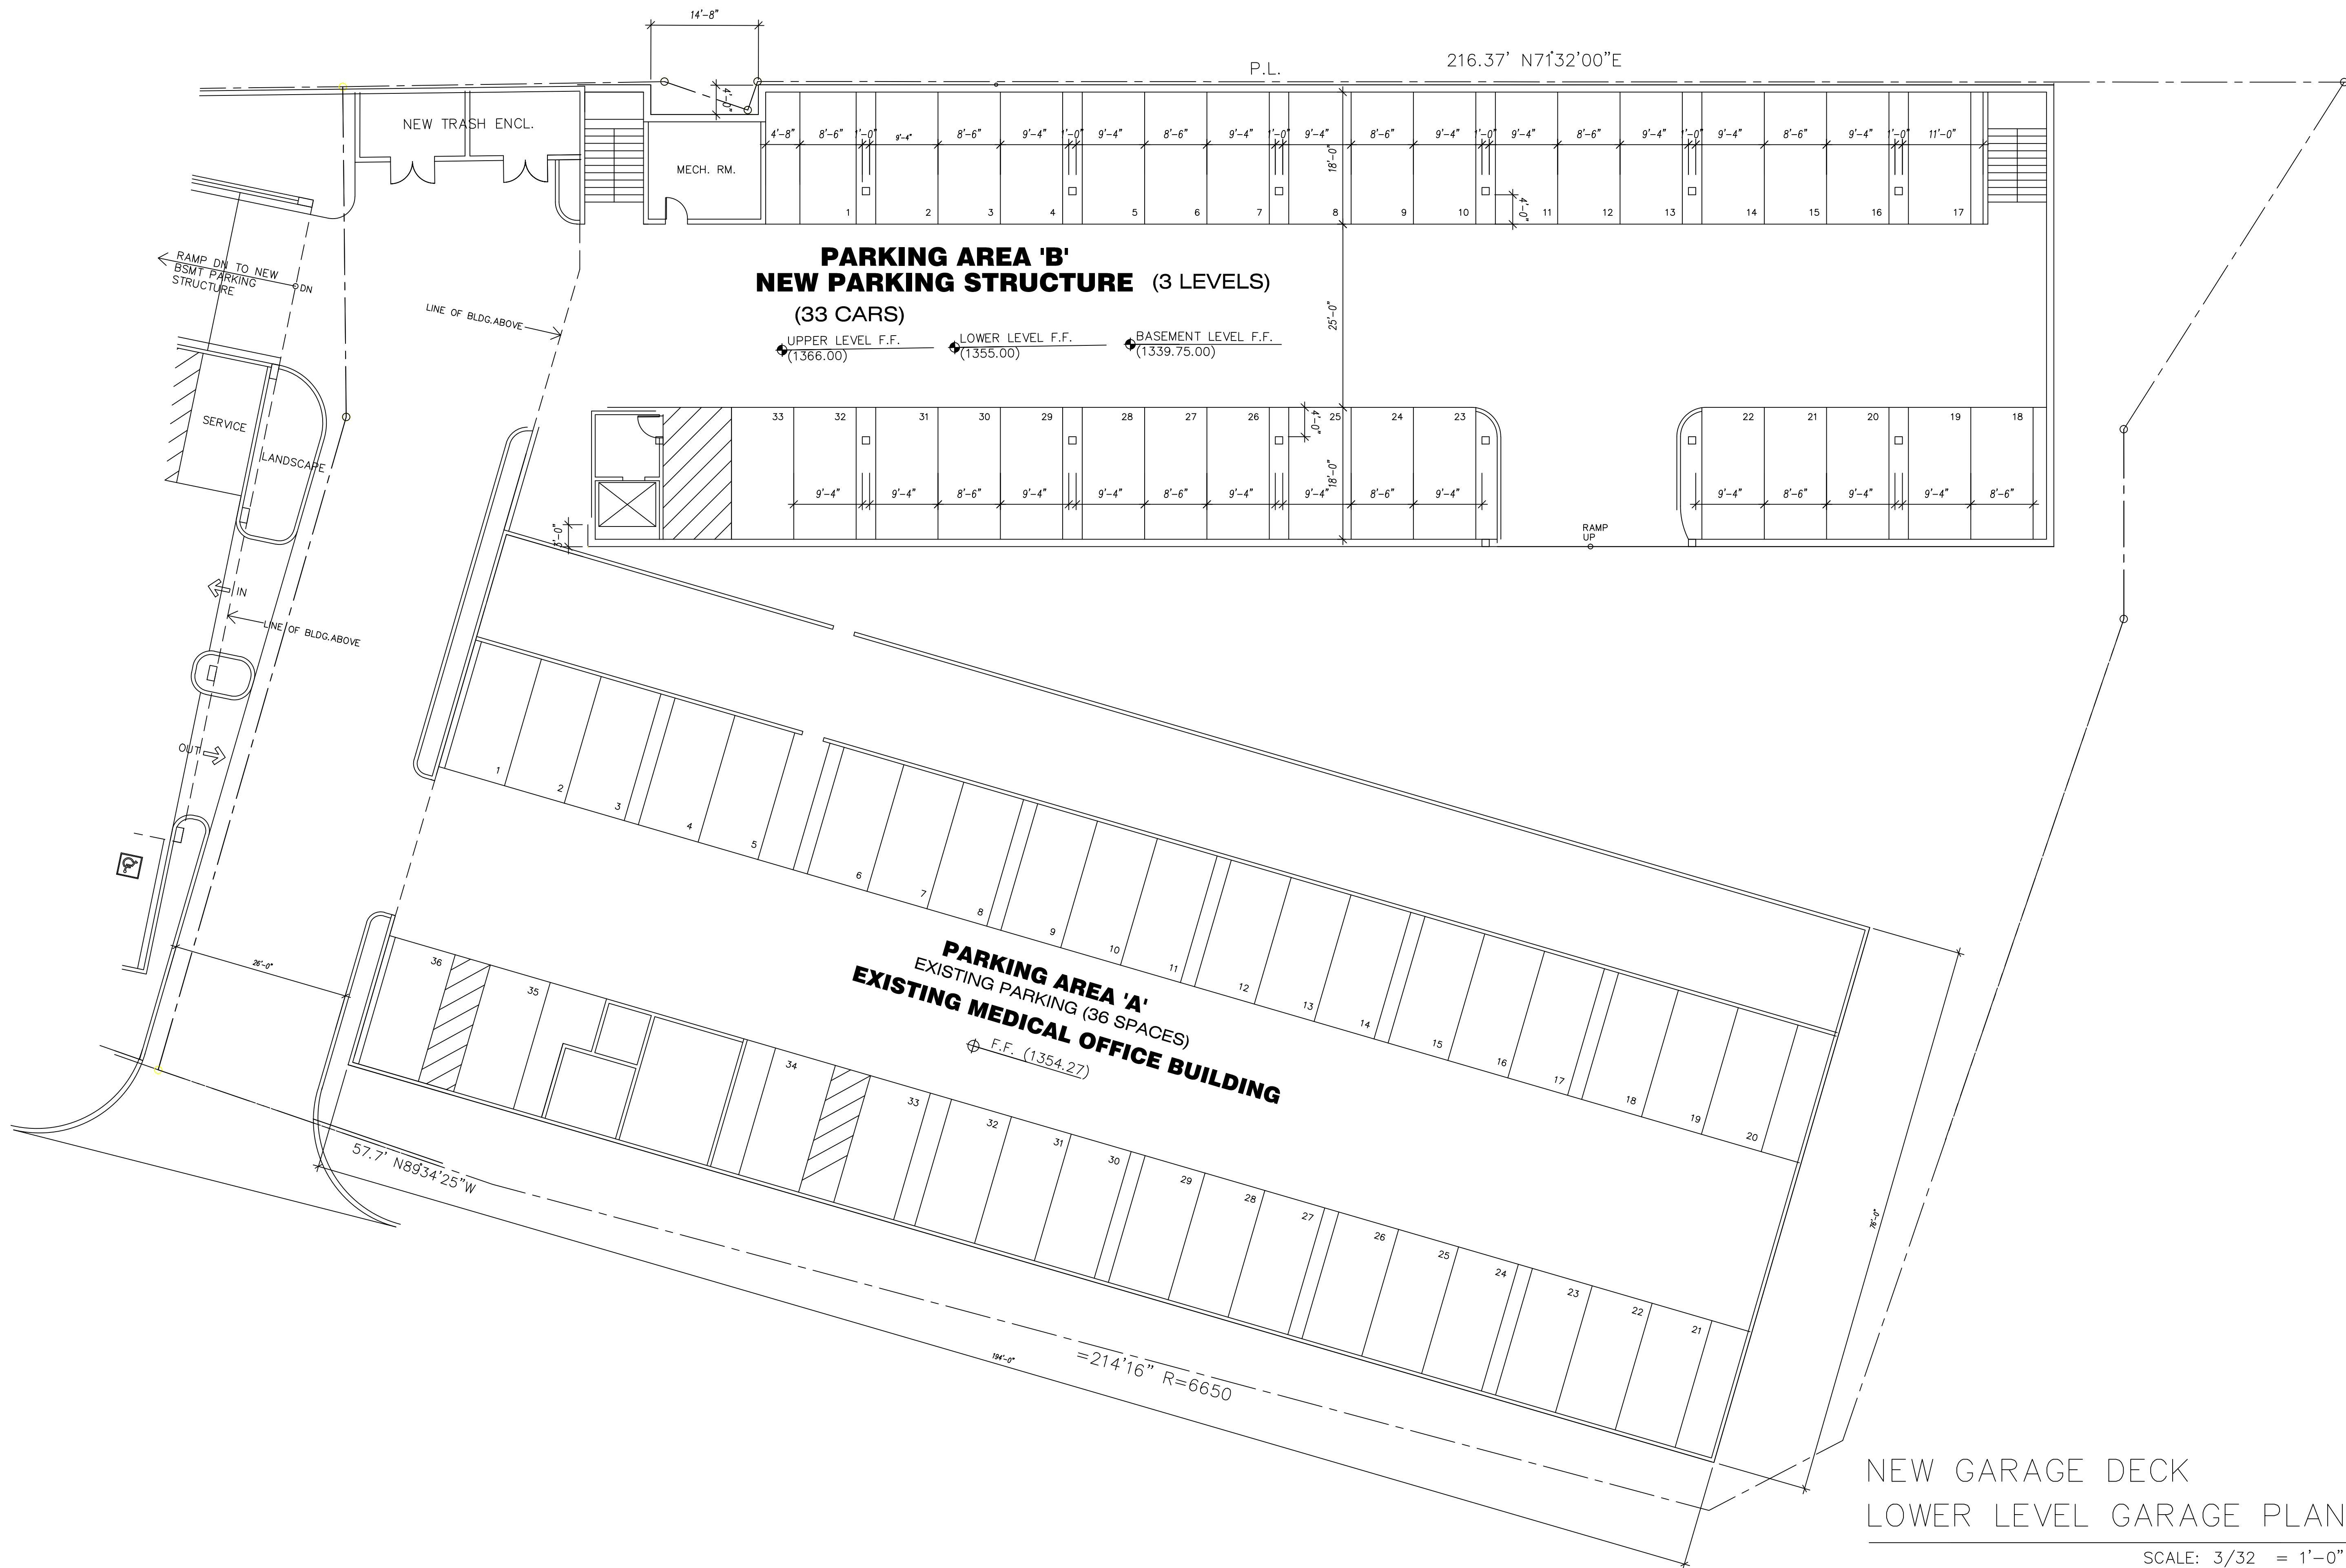 14'-8"
P.L.
216.37' N71°32'00"E
4'-0"
NEW TRASH ENCL.
MECH. RM.
4'-8" 8'-6" 1'-0" 9'-4" 8'-6" 9'-4" 1'-0" 9'-4" 8'-6" 9'-4" 1'-0" 9'-4" 8'-6" 9'-4" 1'-0" 9'-4" 8'-6" 9'-4" 1'-0" 9'-4" 8'-6" 9'-4" 1'-0" 11'-0"
18'-0"
4'-0"
1 2 3 4 5 6 7 8 9 10 11 12 13 14 15 16 17
RAMP DN TO NEW
BSMT PARKING
STRUCTURE
DN
LINE OF BLDG.ABOVE
PARKING AREA 'B'
NEW PARKING STRUCTURE (3 LEVELS)
(33 CARS)
UPPER LEVEL F.F.
(1366.00)
LOWER LEVEL F.F.
(1355.00)
BASEMENT LEVEL F.F.
(1339.75.00)
25'-0"
SERVICE
LANDSCAPE
33 32 31 30 29 28 27 26 25 24 23 22 21 20 19 18
4'-0"
18'-0"
9'-4" 9'-4" 8'-6" 9'-4" 9'-4" 8'-6" 9'-4" 9'-4" 8'-6" 9'-4" 9'-4" 8'-6" 9'-4" 9'-4" 8'-6"
RAMP
UP
IN
LINE OF BLDG.ABOVE
OUT
1 2 3 4 5 6 7 8 9 10 11 12 13 14 15 16 17 18 19 20
26'-0"
PARKING AREA 'A'
EXISTING PARKING (36 SPACES)
EXISTING MEDICAL OFFICE BUILDING
F.F. (1354.27)
36 35 34 33 32 31 30 29 28 27 26 25 24 23 22 21
76'-0"
57.7' N89°34'25"W
194'-0"
=214'16" R=6650
NEW GARAGE DECK
LOWER LEVEL GARAGE PLAN
SCALE: 3/32 = 1'-0"